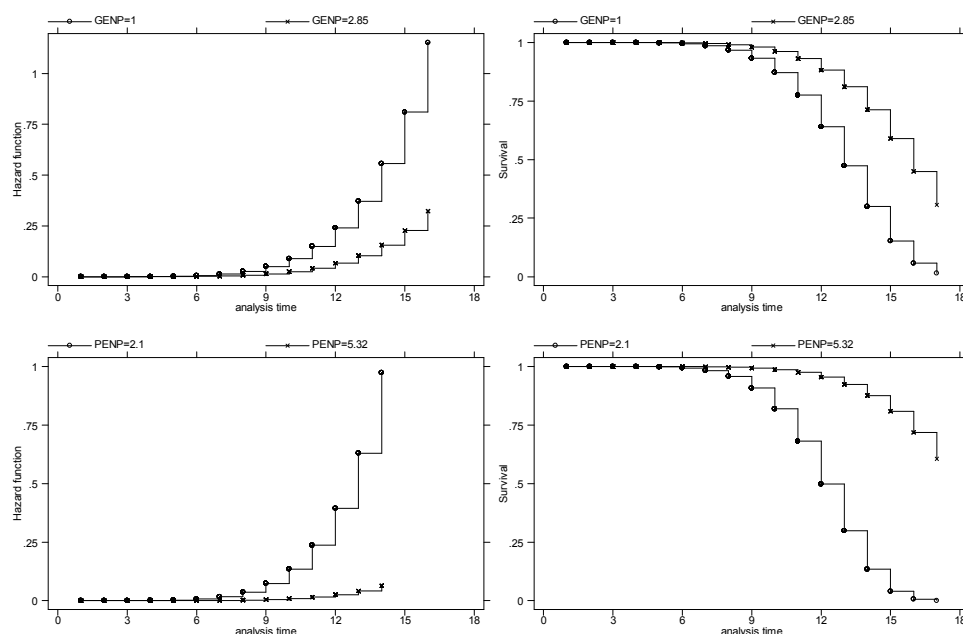 GENP=1 GENP=2.85
Hazard function
1
.75
.5
.25
0
0 3 6 9 12 15 18
analysis time
GENP=1 GENP=2.85
Survival
1
.75
.5
.25
0
0 3 6 9 12 15 18
analysis time
PENP=2.1 PENP=5.32
Hazard function
1
.75
.5
.25
0
0 3 6 9 12 15 18
analysis time
PENP=2.1 PENP=5.32
Survival
1
.75
.5
.25
0
0 3 6 9 12 15 18
analysis time